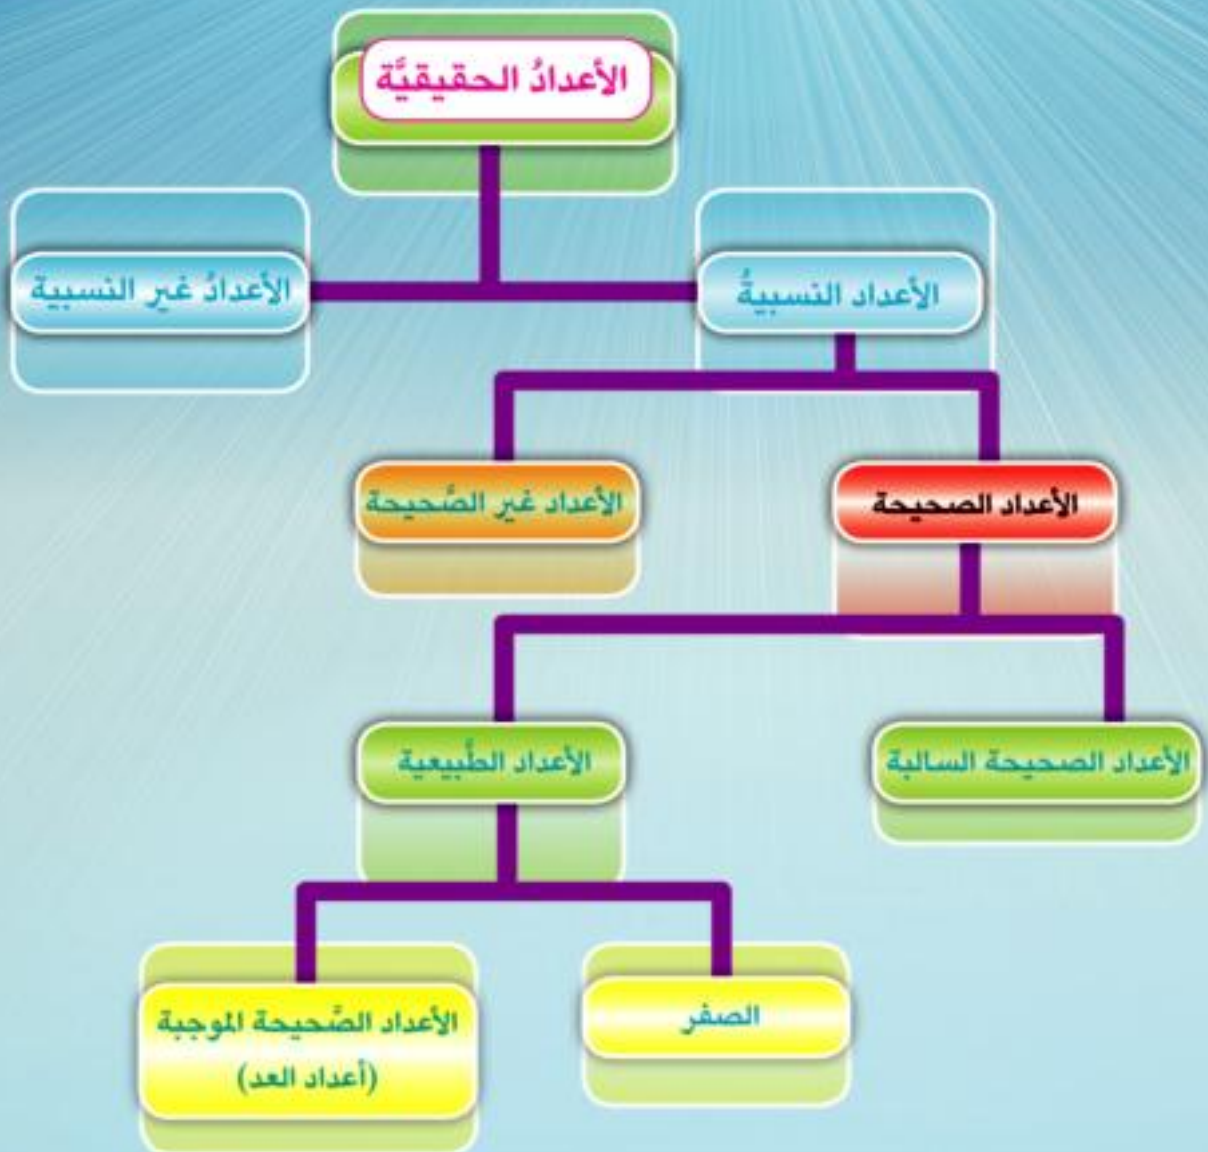 الأعدادُ الحقيقيَّة
الأعداد النسبيةُ
الأعدادُ غير النسبية
الأعداد الصحيحة
الأعداد غير الصَّحيحة
الأعداد الصحيحة السالبة
الأعداد الطَّبيعية
الصفر
الأعداد الصَّحيحة الموجبة
(أعداد العد)